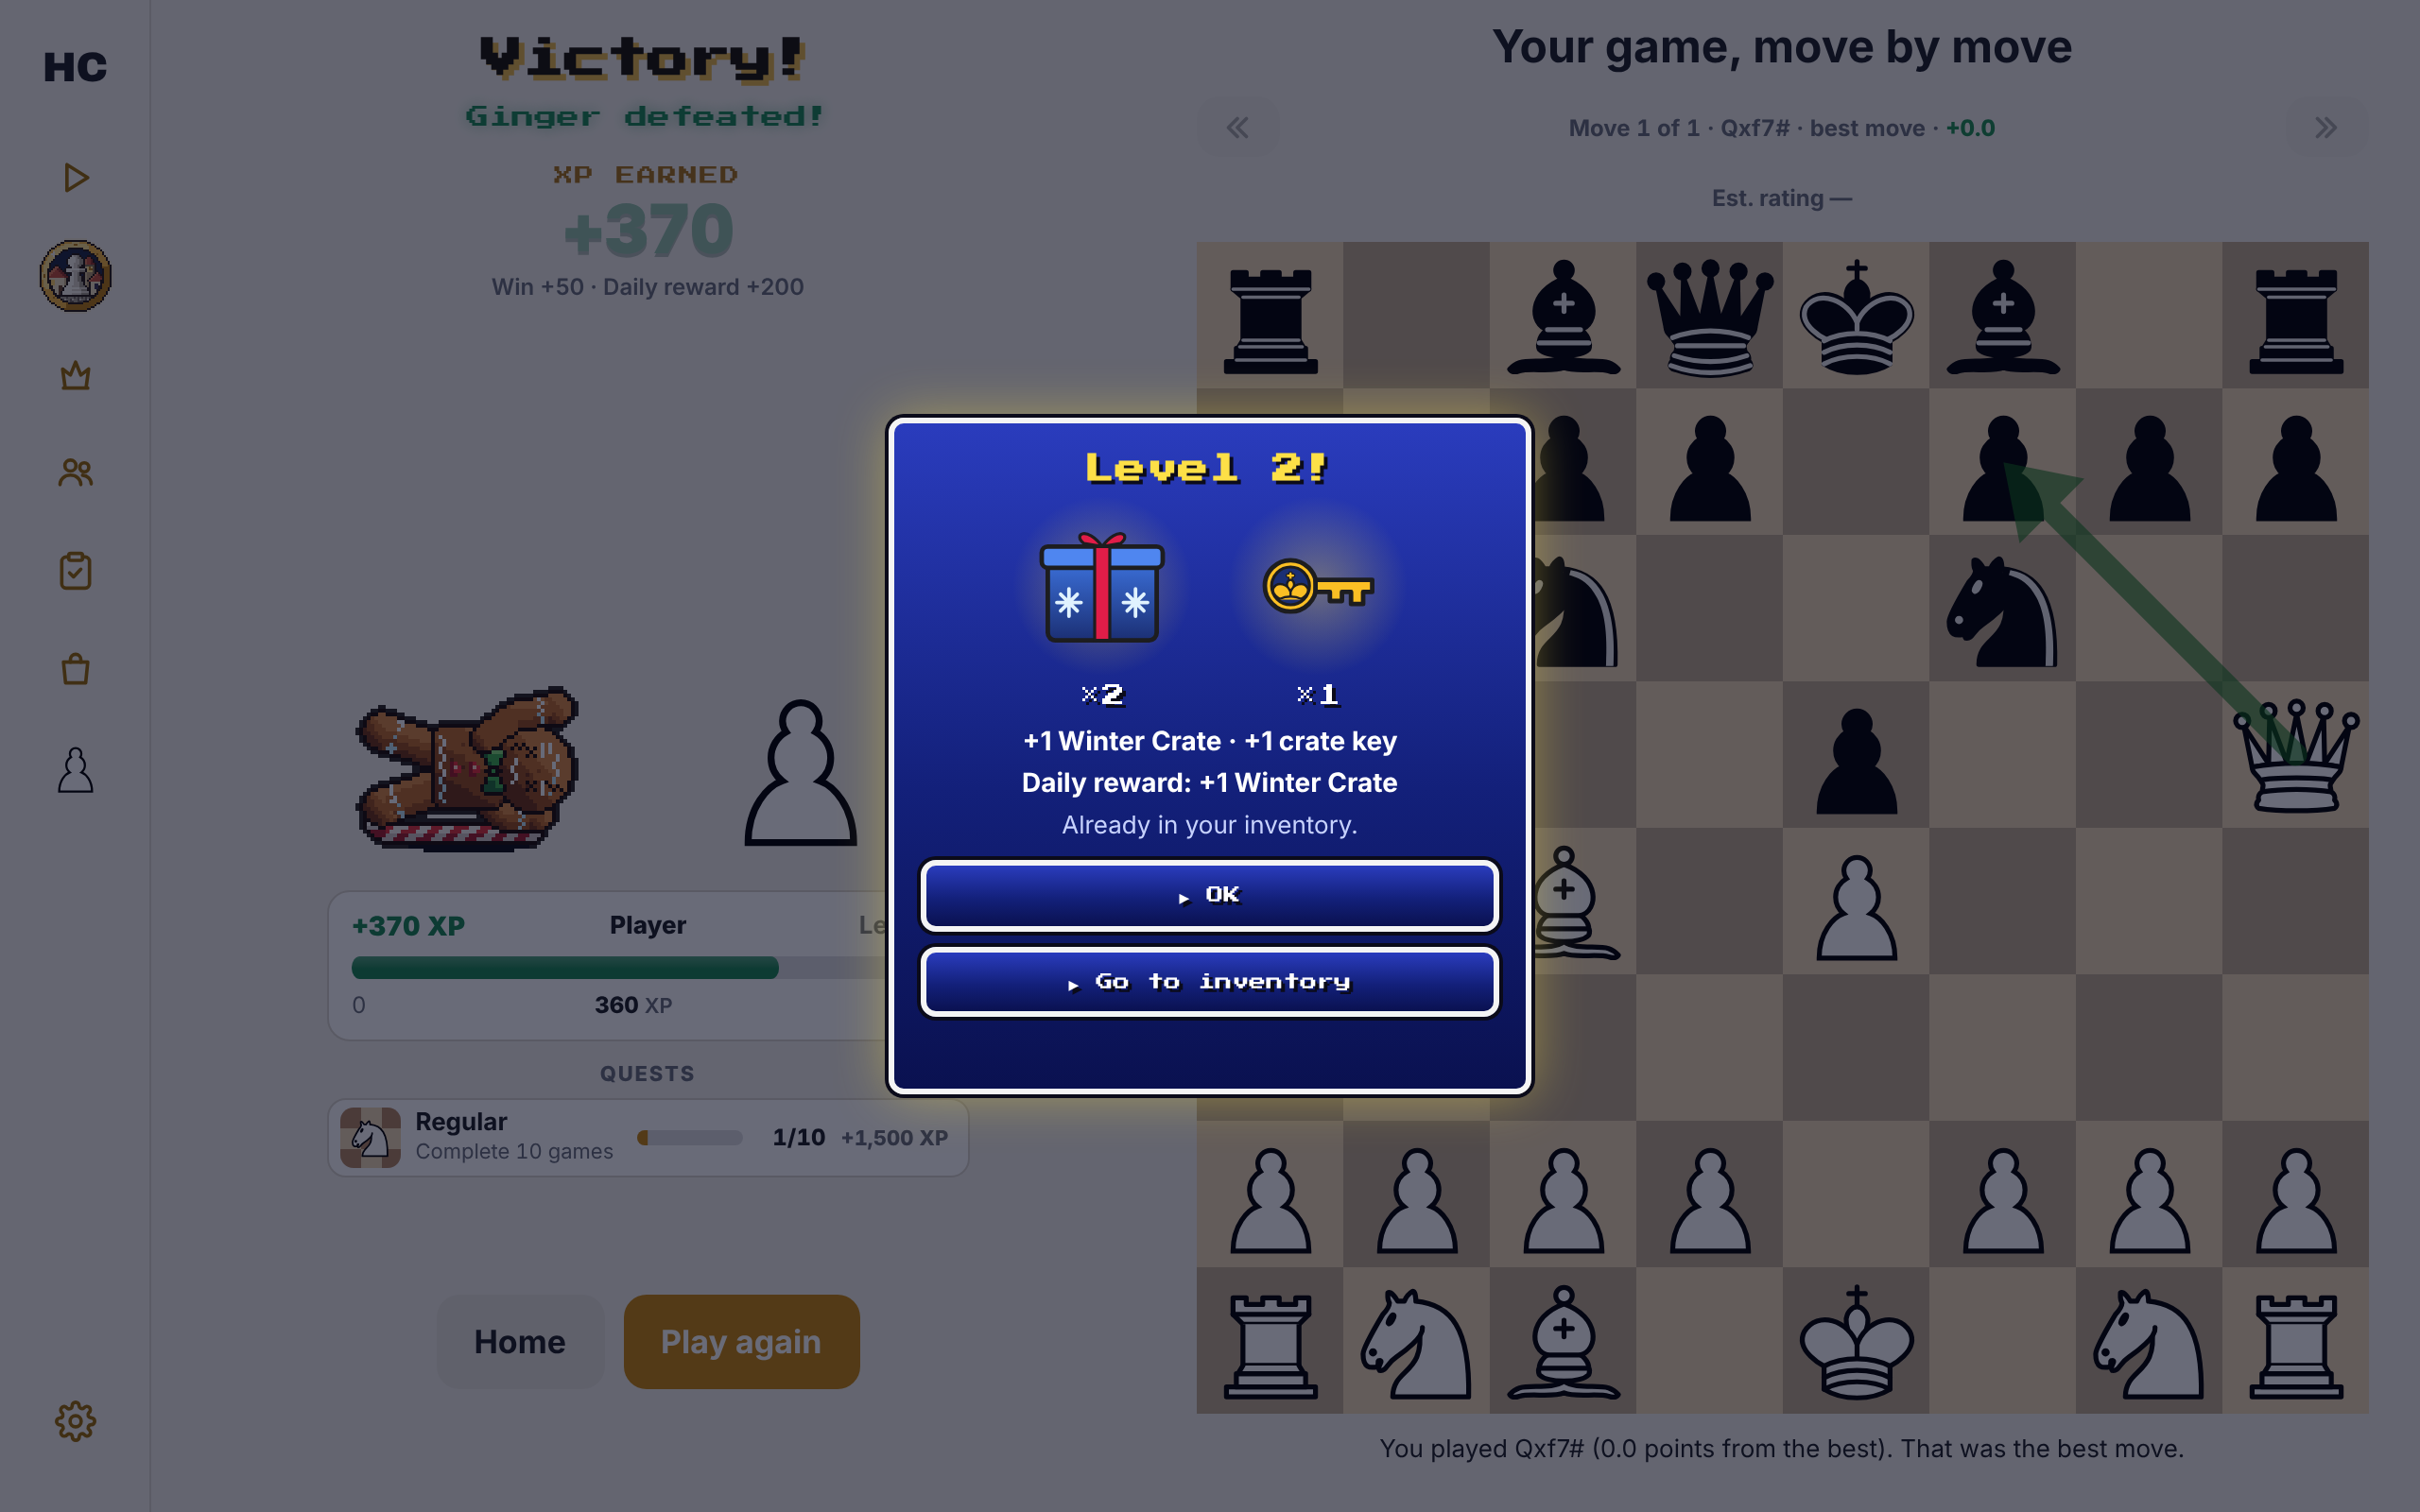 HC
Victory!
Ginger defeated!
XP EARNED
+370
Win +50 · Daily reward +200
+370 XP
Player
Le
0
360 XP
QUESTS
Regular
Complete 10 games
1/10
+1,500 XP
Home
Play again
Level 2!
×2
×1
+1 Winter Crate · +1 crate key
Daily reward: +1 Winter Crate
Already in your inventory.
▶ OK
▶ Go to inventory
Your game, move by move
«
Move 1 of 1 · Qxf7# · best move · +0.0
»
Est. rating —
You played Qxf7# (0.0 points from the best). That was the best move.